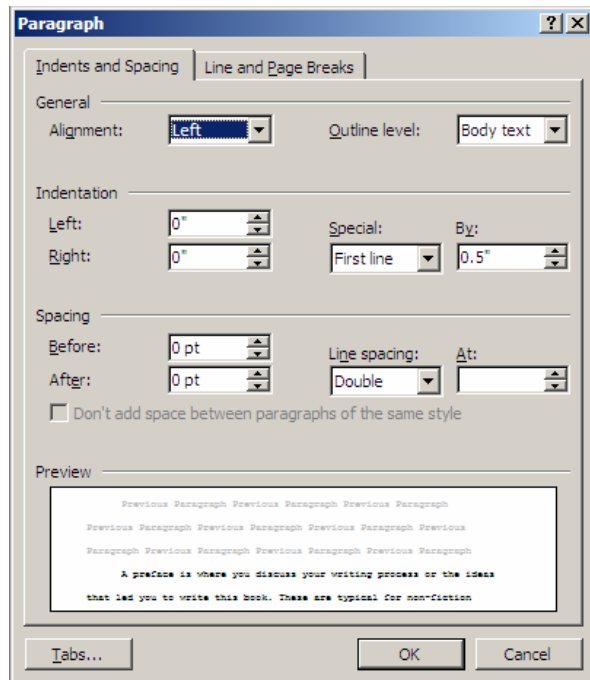 Paragraph
Indents and Spacing Line and Page Breaks
General
Alignment: Left Outline level: Body text
Indentation
Left: 0" Special: By:
Right: 0" First line 0.5"
Spacing
Before: 0 pt Line spacing: At:
After: 0 pt Double
Don't add space between paragraphs of the same style
Preview
Previous Paragraph Previous Paragraph Previous Paragraph
Previous Paragraph Previous Paragraph Previous Paragraph Previous
Paragraph Previous Paragraph Previous Paragraph Previous Paragraph
A preface is where you discuss your writing process or the ideas
that led you to write this book. These are typical for non-fiction
Tabs... OK Cancel